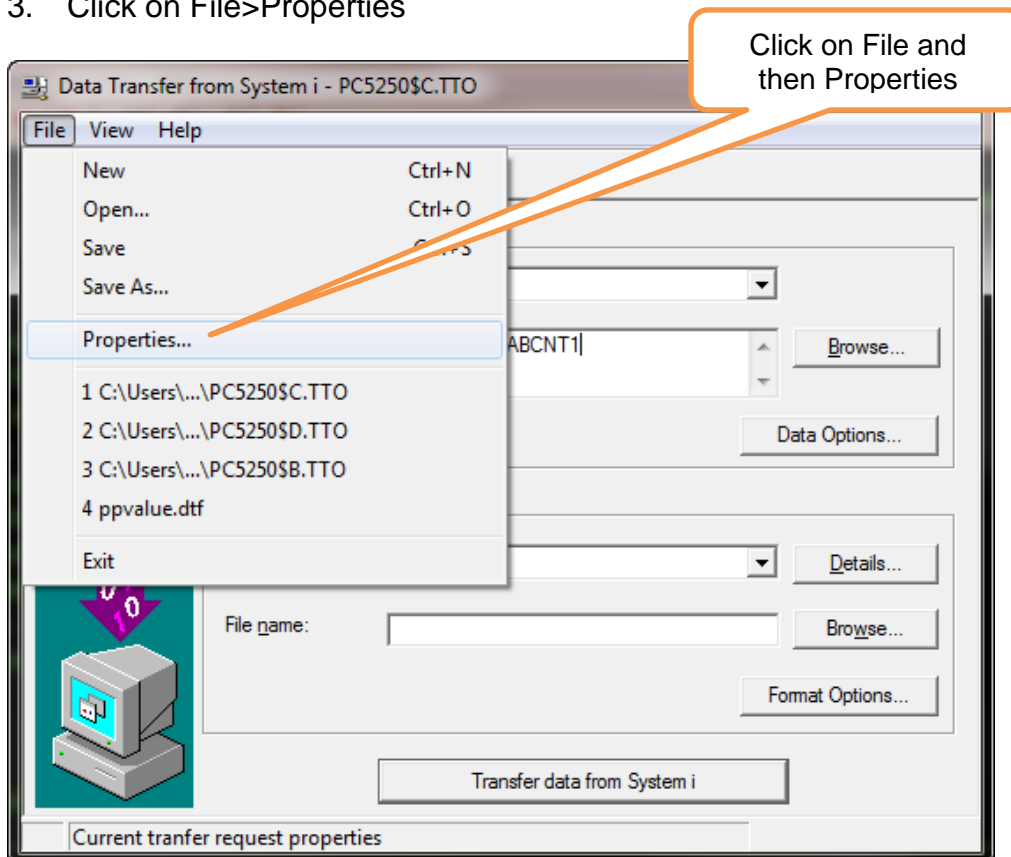 3. Click on File>Properties
Click on File and
then Properties
Data Transfer from System i - PC5250$C.TTO
File View Help
New Ctrl+N
Open... Ctrl+O
Save
Save As...
Properties...
ABCNT1
Browse...
1 C:\Users\...\PC5250$C.TTO
2 C:\Users\...\PC5250$D.TTO
Data Options...
3 C:\Users\...\PC5250$B.TTO
4 ppvalue.dtf
Exit
Details...
File name:
Browse...
Format Options...
Transfer data from System i
Current tranfer request properties